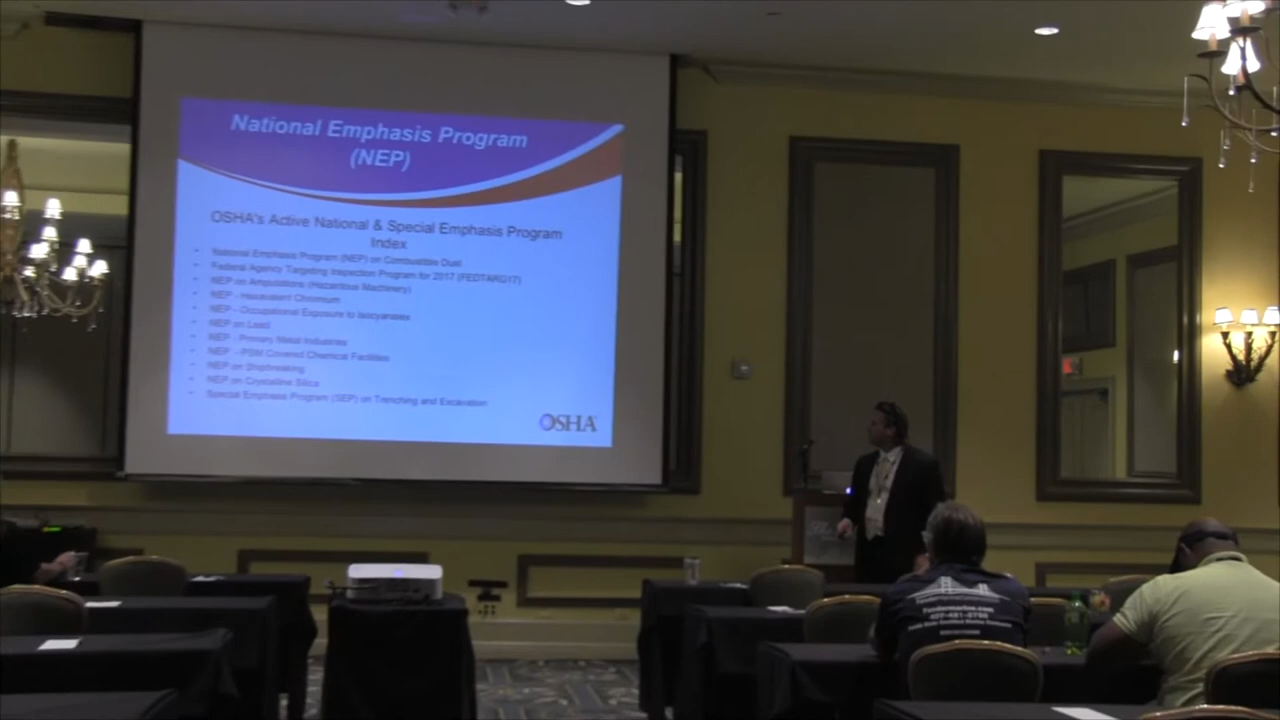 National Emphasis Program
(NEP)
OSHA's Active National & Special Emphasis Program
Index
National Emphasis Program (NEP) on Combustible Dust
Federal Agency Targeting Inspection Program for 2017 (FEDTARG17)
NEP on Amputations (Hazardous Machinery)
NEP - Hexavalent Chromium
NEP - Occupational Exposure to Isocyanates
NEP on Lead
NEP - Primary Metal Industries
NEP - PSM Covered Chemical Facilities
NEP on Shipbreaking
NEP on Crystalline Silica
Special Emphasis Program (SEP) on Trenching and Excavation
OSHA